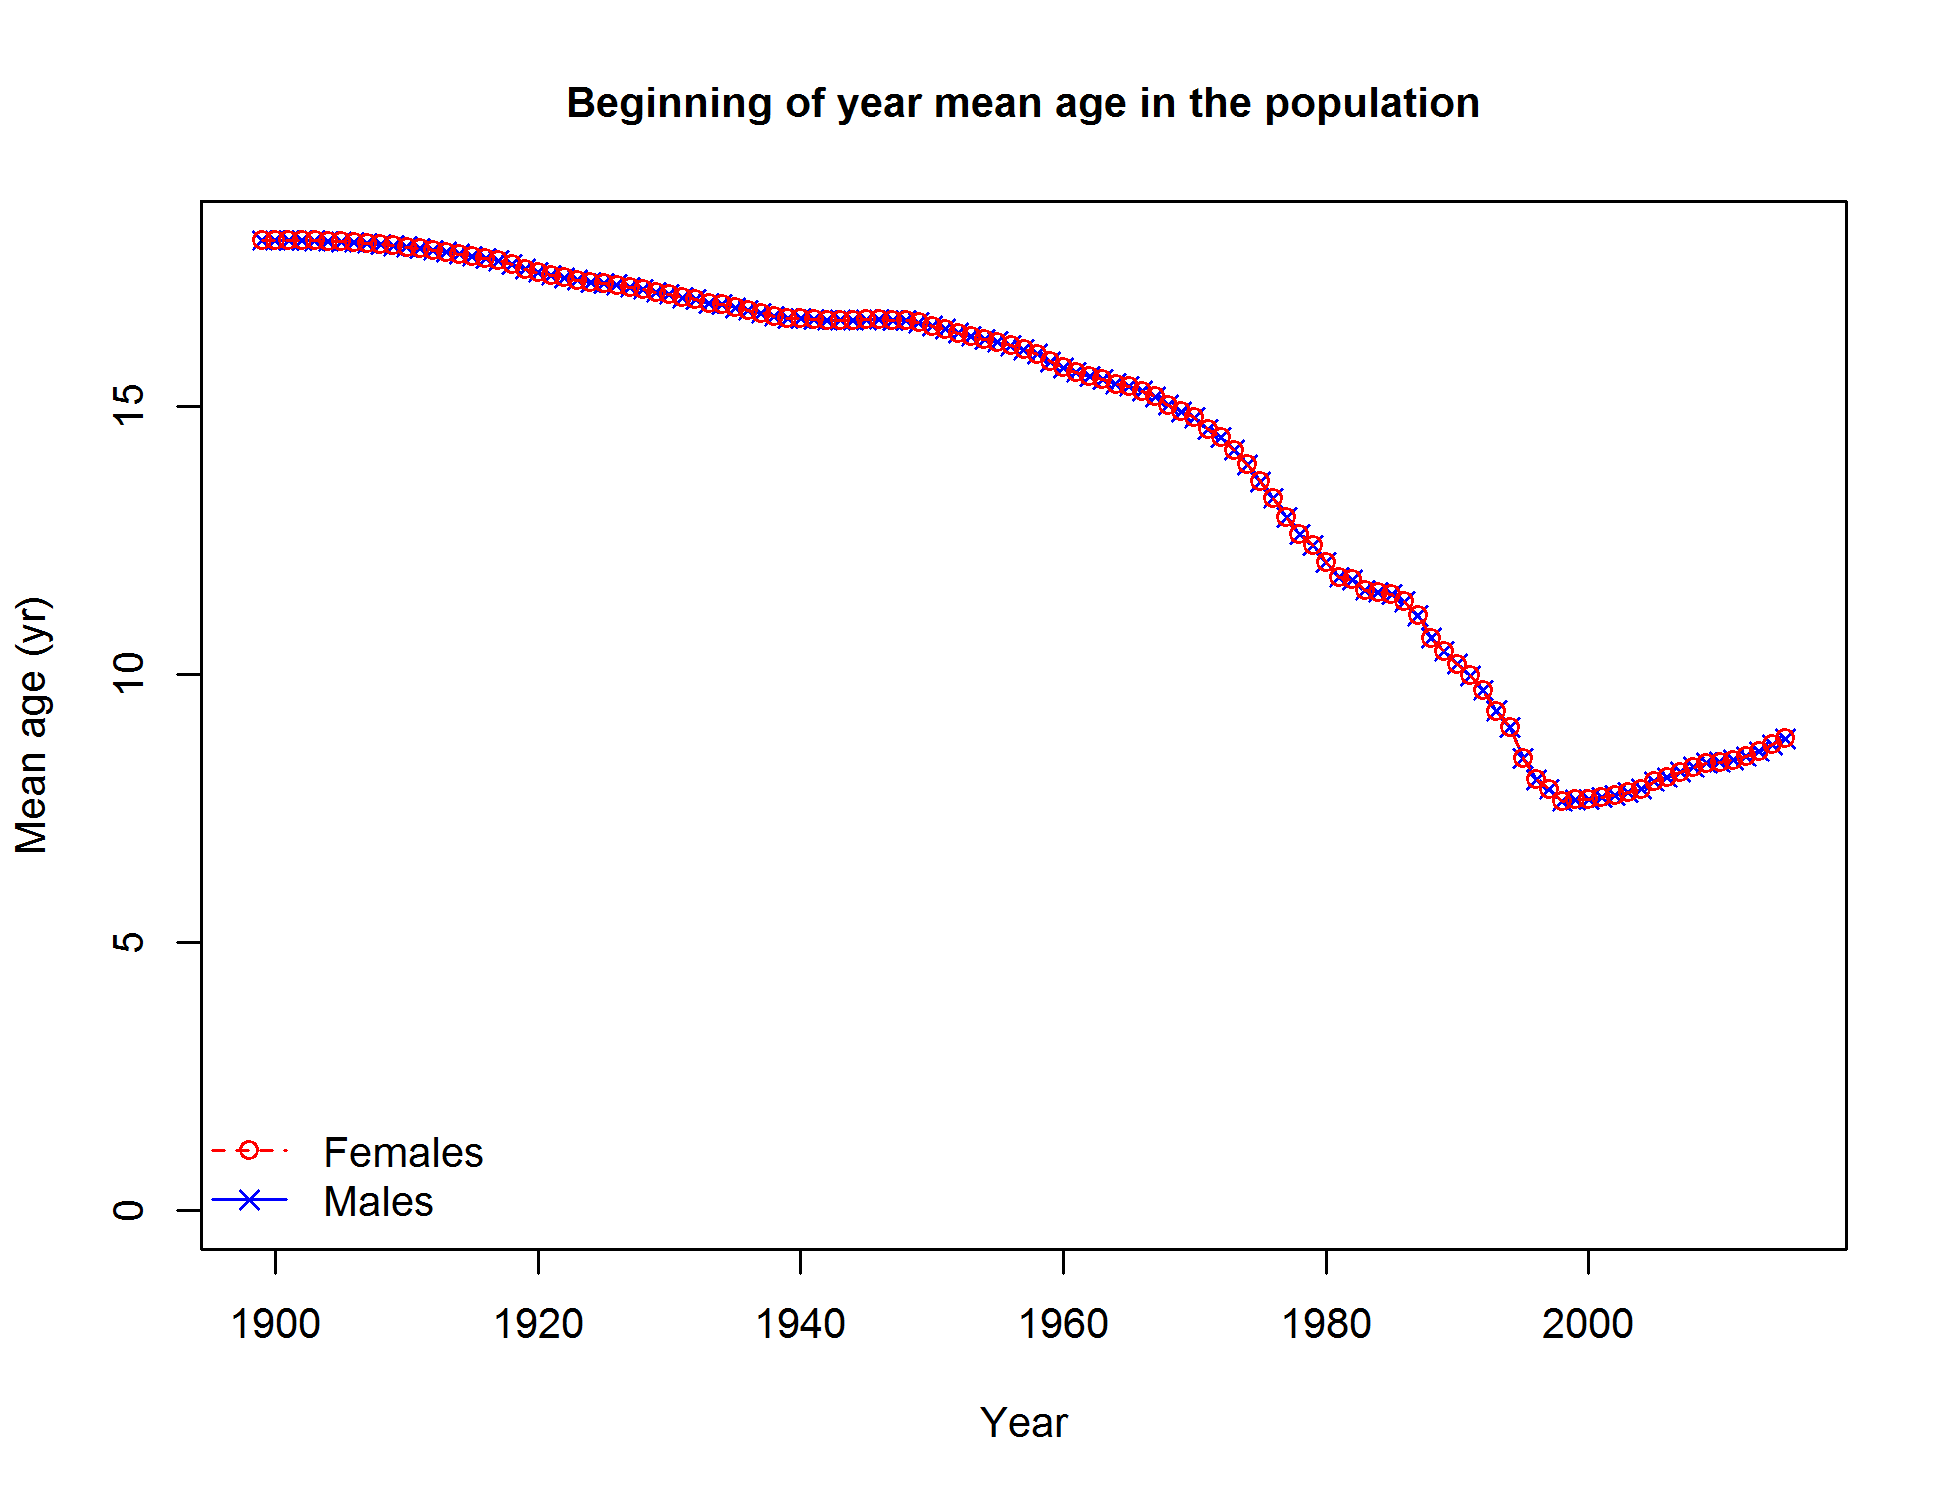 Beginning of year mean age in the population
Mean age (yr)
15
10
5
0
Females
Males
1900 1920 1940 1960 1980 2000
Year